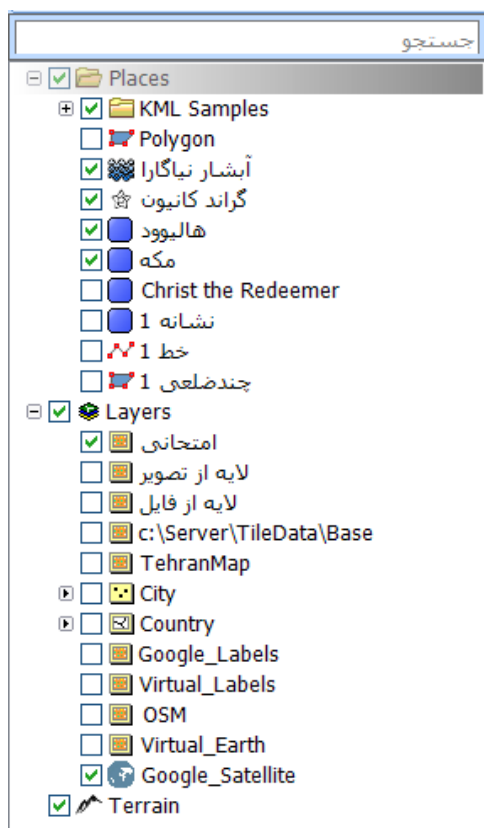 جستجو
Places
KML Samples
Polygon
آبشار نیاگارا
گراند کانیون
هالیوود
مکه
Christ the Redeemer
نشانه 1
خط 1
چندضلعی 1
Layers
امتحانی
لایه از تصویر
لایه از فایل
c:\Server\TileData\Base
TehranMap
City
Country
Google_Labels
Virtual_Labels
OSM
Virtual_Earth
Google_Satellite
Terrain